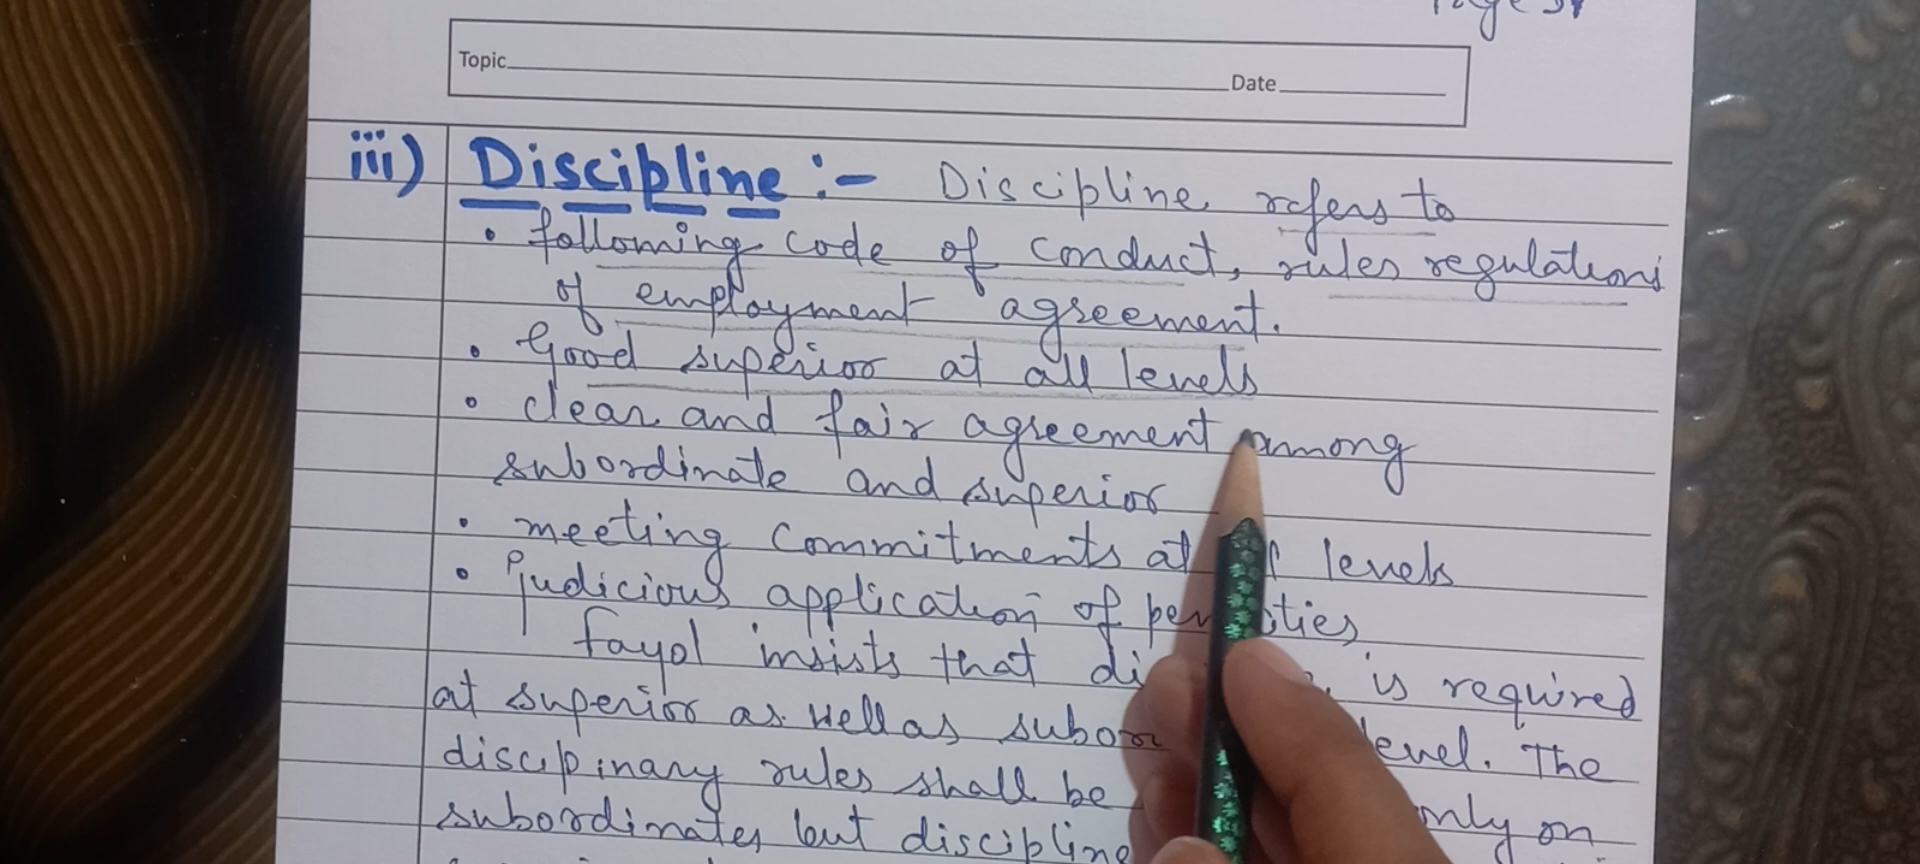 Page
Topic Date
iii) Discipline :- Discipline refers to
• following code of conduct, rules regulations
of employment agreement.
• Good superior at all levels
• clear and fair agreement among
subordinate and superior
• meeting commitments at levels
• judicious application of
Fayol insists that is required
at superior as well as level. The
discipinary rules shall be only on
subordinates but discipline